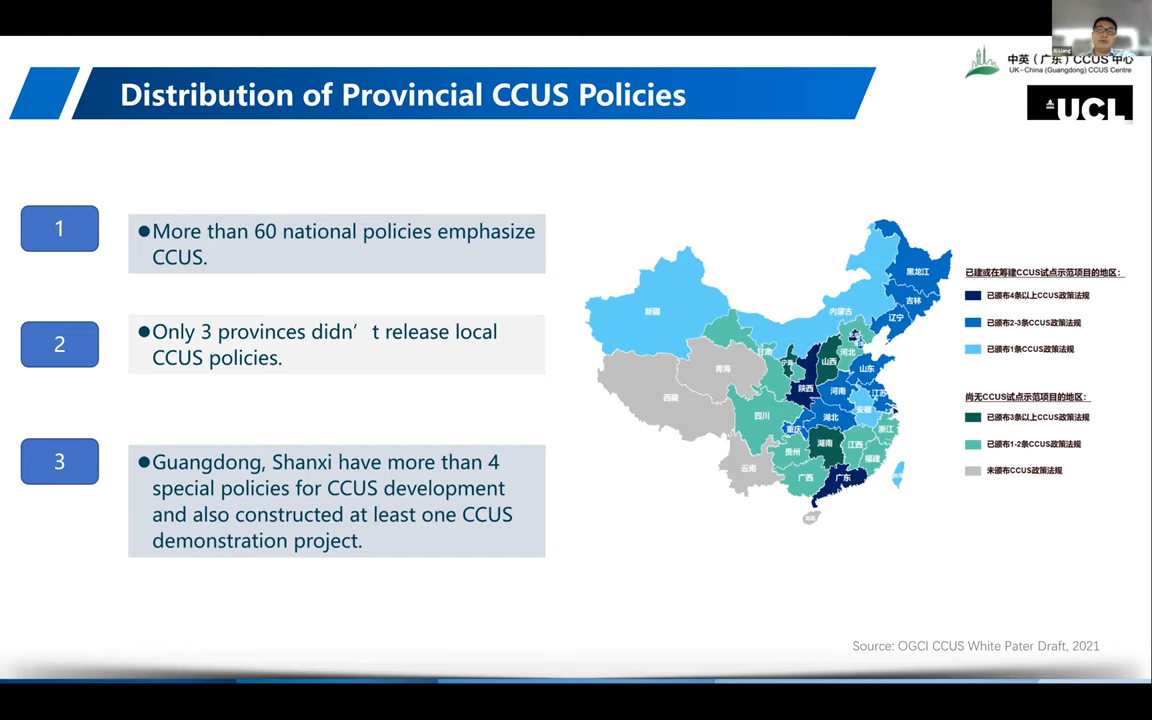 Xi Liang
中英（广东）CCUS 中心
UK-China (Guangdong) CCUS Centre
UCL
Distribution of Provincial CCUS Policies
1
●More than 60 national policies emphasize
CCUS.
2
●Only 3 provinces didn’t release local
CCUS policies.
3
●Guangdong, Shanxi have more than 4
special policies for CCUS development
and also constructed at least one CCUS
demonstration project.
黑龙江
吉林
辽宁
内蒙古
新疆
甘肃
河北
山西
宁夏
青海
山东
陕西
河南
江苏
西藏
安徽
四川
湖北
重庆
浙江
湖南
江西
贵州
福建
云南
广西
广东
已建或在筹建CCUS试点示范项目的地区：
已颁布4条以上CCUS政策法规
已颁布2-3条CCUS政策法规
已颁布1条CCUS政策法规
尚无CCUS试点示范项目的地区：
已颁布3条以上CCUS政策法规
已颁布1-2条CCUS政策法规
未颁布CCUS政策法规
Source: OGCI CCUS White Pater Draft, 2021